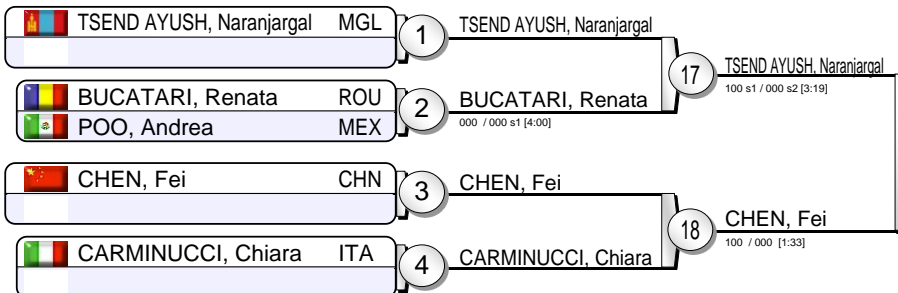 TSEND AYUSH, Naranjargal MGL
1
TSEND AYUSH, Naranjargal
17
TSEND AYUSH, Naranjargal
100 s1 / 000 s2 [3:19]
BUCATARI, Renata ROU
POO, Andrea MEX
2
BUCATARI, Renata
000 / 000 s1 [4:00]
CHEN, Fei CHN
3
CHEN, Fei
18
CHEN, Fei
100 / 000 [1:33]
CARMINUCCI, Chiara ITA
4
CARMINUCCI, Chiara